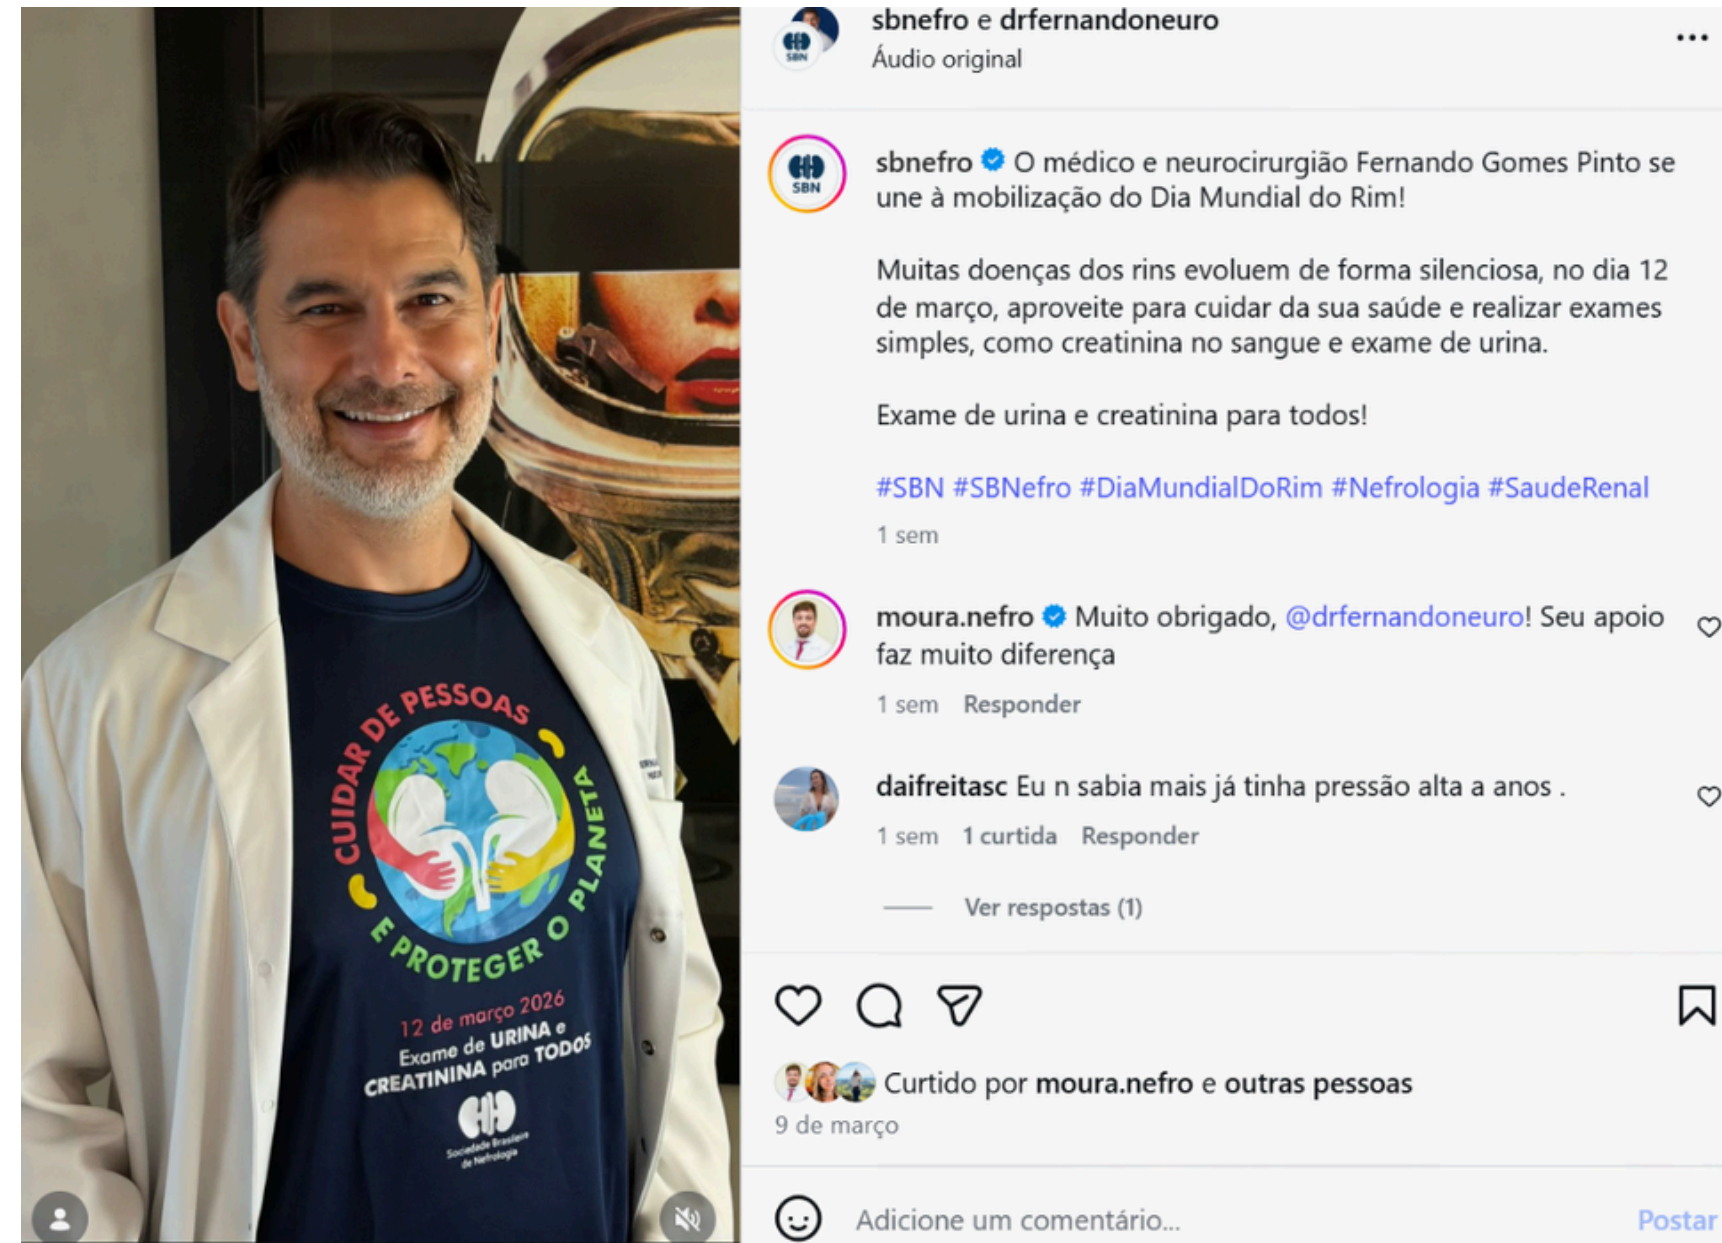 sbnefro e drfernandoneuro
Áudio original
SBN
sbnefro O médico e neurocirurgião Fernando Gomes Pinto se
une à mobilização do Dia Mundial do Rim!
Muitas doenças dos rins evoluem de forma silenciosa, no dia 12
de março, aproveite para cuidar da sua saúde e realizar exames
simples, como creatinina no sangue e exame de urina.
Exame de urina e creatinina para todos!
#SBN #SBNefro #DiaMundialDoRim #Nefrologia #SaudeRenal
1 sem
SBN
moura.nefro Muito obrigado, @drfernandoneuro! Seu apoio
faz muito diferença
1 sem Responder
daifreitasc Eu n sabia mais já tinha pressão alta a anos .
1 sem 1 curtida Responder
Ver respostas (1)
Curtido por moura.nefro e outras pessoas
9 de março
Adicione um comentário...
Postar
CUIDAR DE PESSOAS
E PROTEGER O PLANETA
12 de março 2026
Exame de URINA e
CREATININA para TODOS
Sociedade Brasileira
de Nefrologia